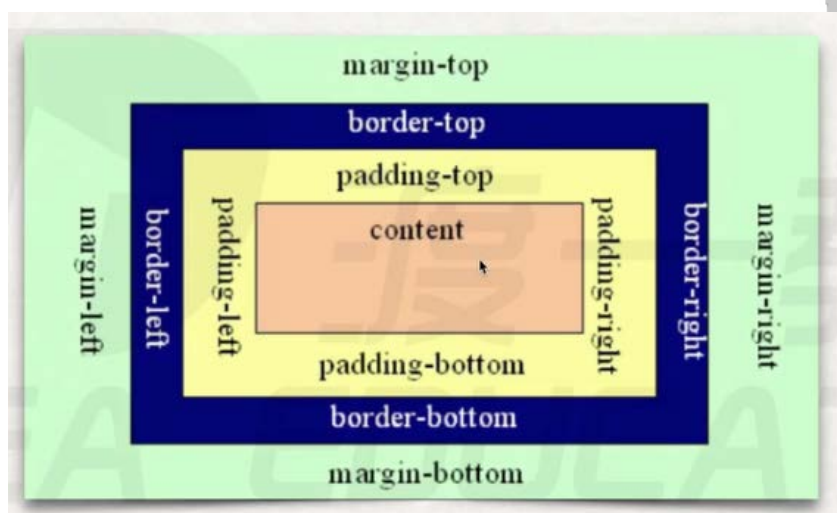 margin-top
border-top
padding-top
margin-left
border-left
padding-left
content
padding-right
border-right
margin-right
padding-bottom
border-bottom
margin-bottom